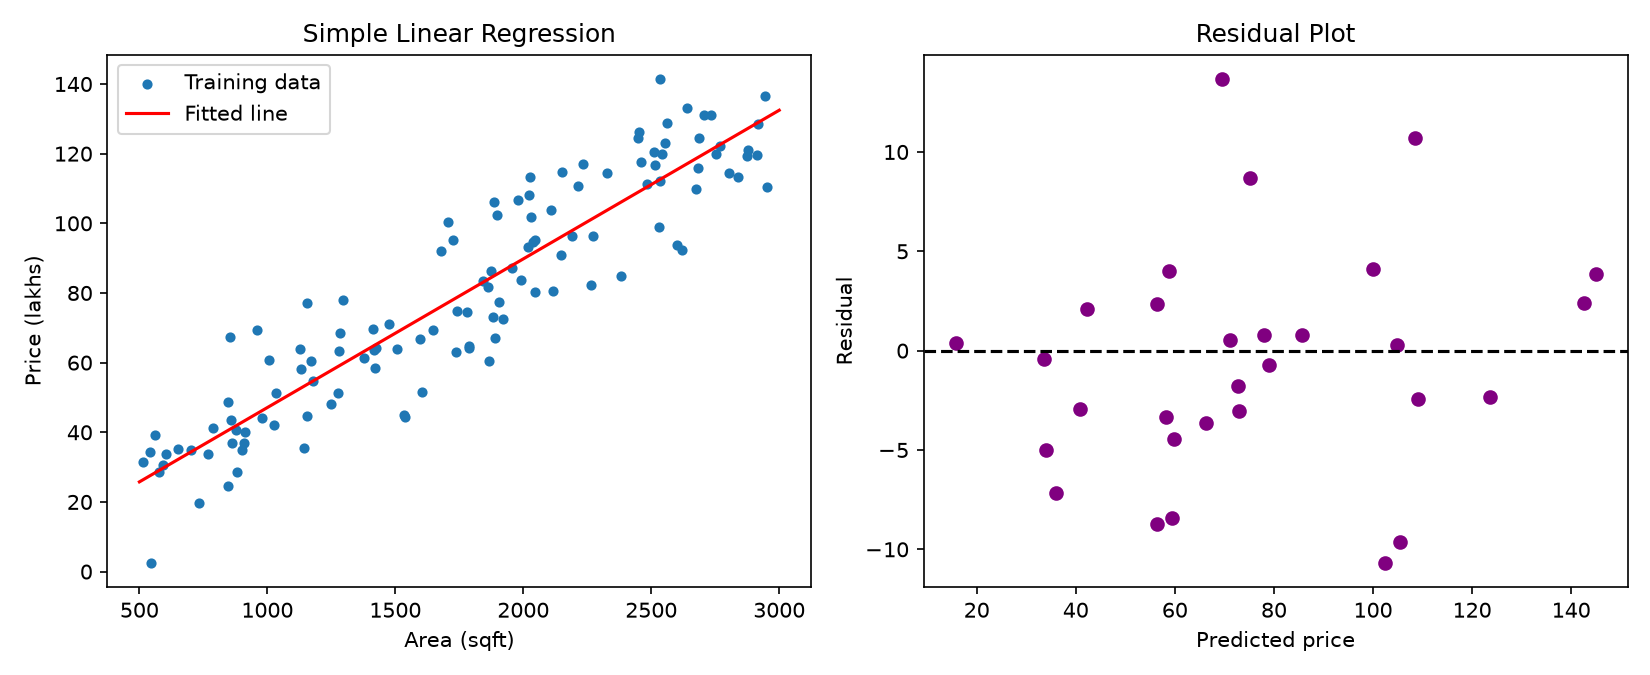 Simple Linear Regression
Training data
Fitted line
Price (lakhs)
140
120
100
80
60
40
20
0
500 1000 1500 2000 2500 3000
Area (sqft)
Residual Plot
Residual
10
5
0
−5
−10
20 40 60 80 100 120 140
Predicted price